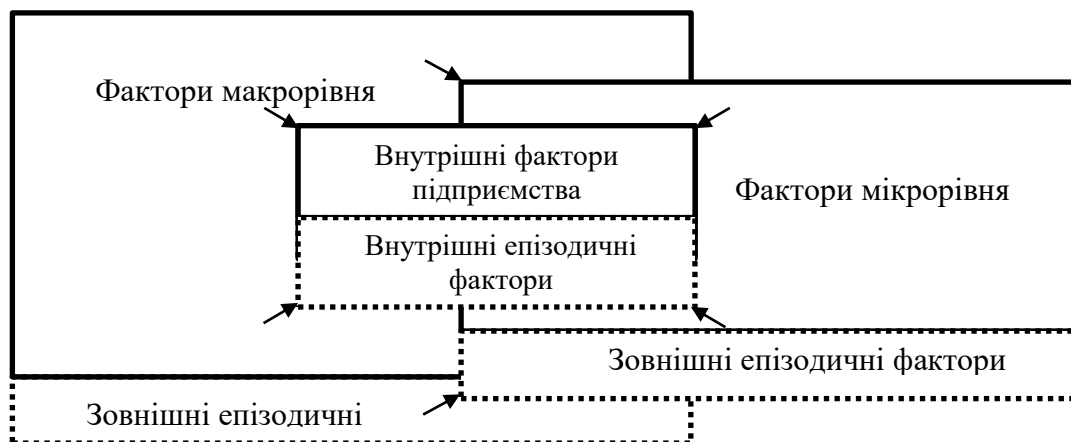 Фактори макрорівня
Внутрішні фактори
підприємства
Фактори мікрорівня
Внутрішні епізодичні
фактори
Зовнішні епізодичні фактори
Зовнішні епізодичні